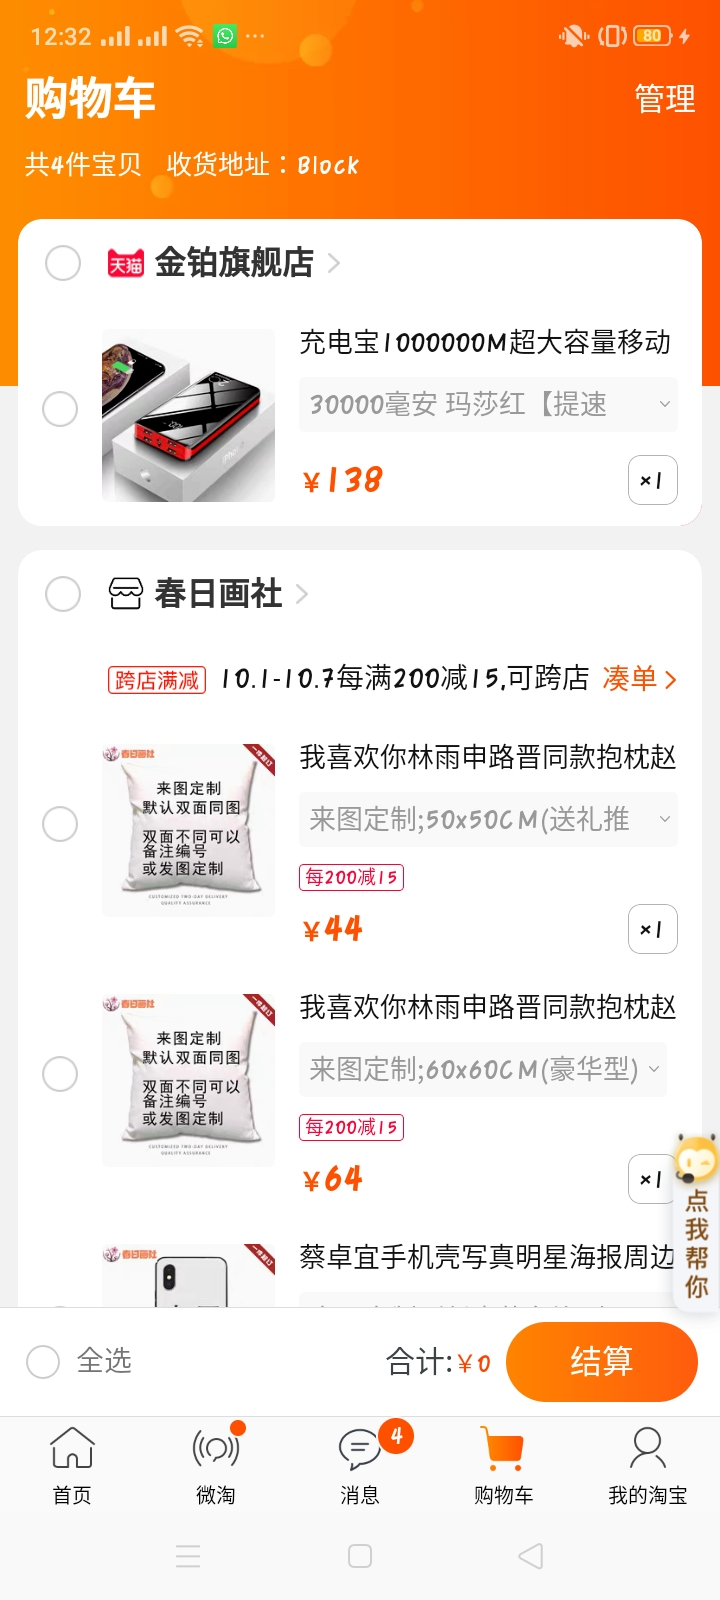 12:32
80
购物车
管理
共4件宝贝 收货地址：Block
天猫 金铂旗舰店
充电宝1000000M超大容量移动
30000毫安 玛莎红【提速
¥138
×1
春日画社
跨店满减 10.1-10.7每满200减15,可跨店 凑单
春日画社
来图定制
默认双面同图
双面不同可以
备注编号
或发图定制
CUSTOMIZED TWO-DAY DELIVERY
QUALITY ASSURANCE
我喜欢你林雨申路晋同款抱枕赵
来图定制;50x50CM(送礼推
每200减15
¥44
×1
春日画社
来图定制
默认双面同图
双面不同可以
备注编号
或发图定制
CUSTOMIZED TWO-DAY DELIVERY
QUALITY ASSURANCE
我喜欢你林雨申路晋同款抱枕赵
来图定制;60x60CM(豪华型)
每200减15
¥64
×1
点我帮你
春日画社
蔡卓宜手机壳写真明星海报周边
全选
合计:¥0
结算
4
首页
微淘
消息
购物车
我的淘宝